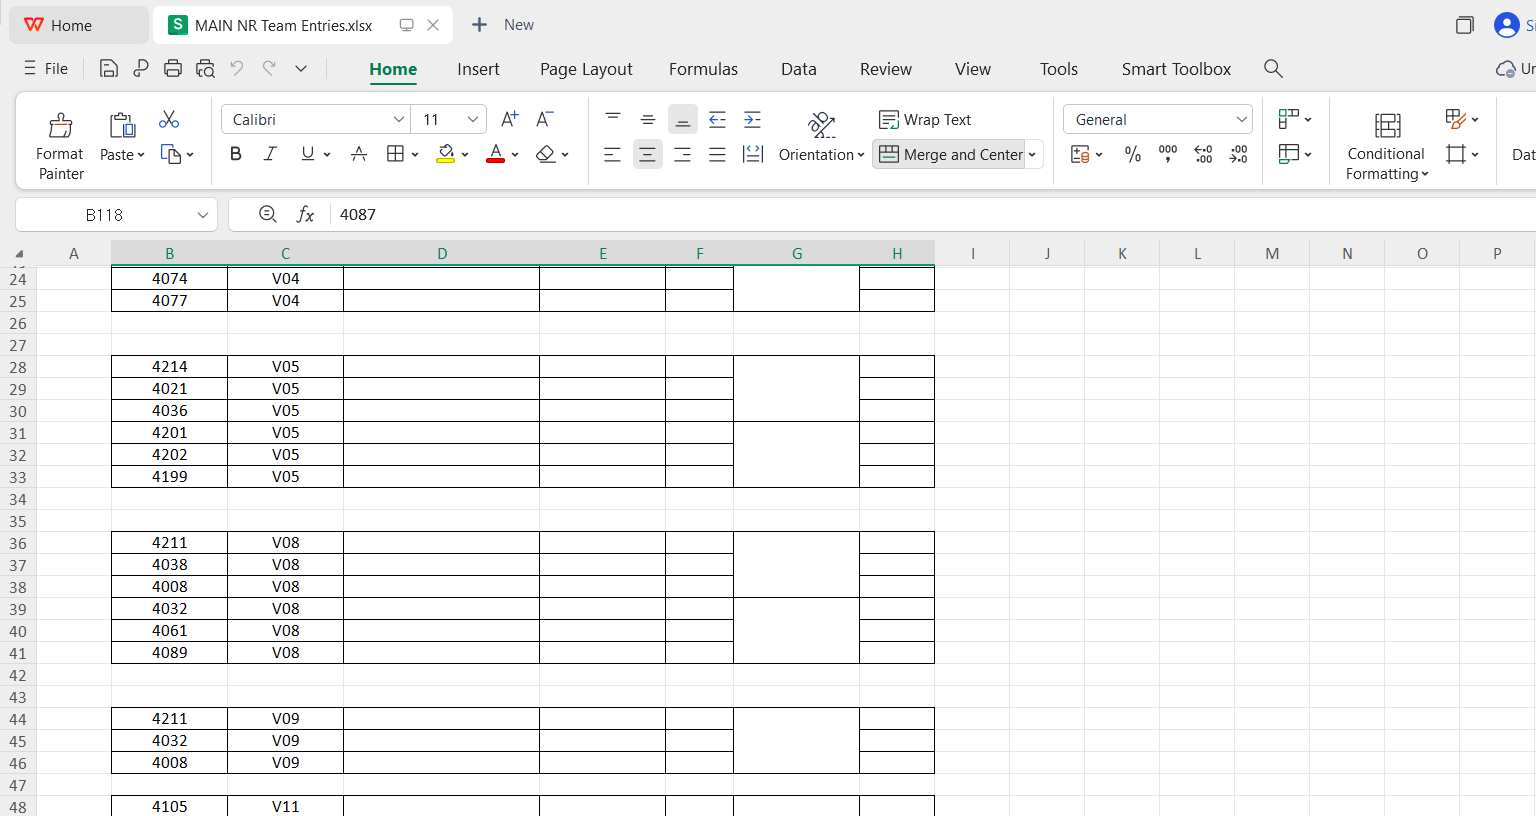 Home MAIN NR Team Entries.xlsx New
File Home Insert Page Layout Formulas Data Review View Tools Smart Toolbox
Calibri 11 Wrap Text General
Format Painter Paste B I U A Orientation Merge and Center % Conditional Formatting
B118 fx 4087
A B C D E F G H I J K L M N O P
24 4074 V04
25 4077 V04
26
27
28 4214 V05
29 4021 V05
30 4036 V05
31 4201 V05
32 4202 V05
33 4199 V05
34
35
36 4211 V08
37 4038 V08
38 4008 V08
39 4032 V08
40 4061 V08
41 4089 V08
42
43
44 4211 V09
45 4032 V09
46 4008 V09
47
48 4105 V11